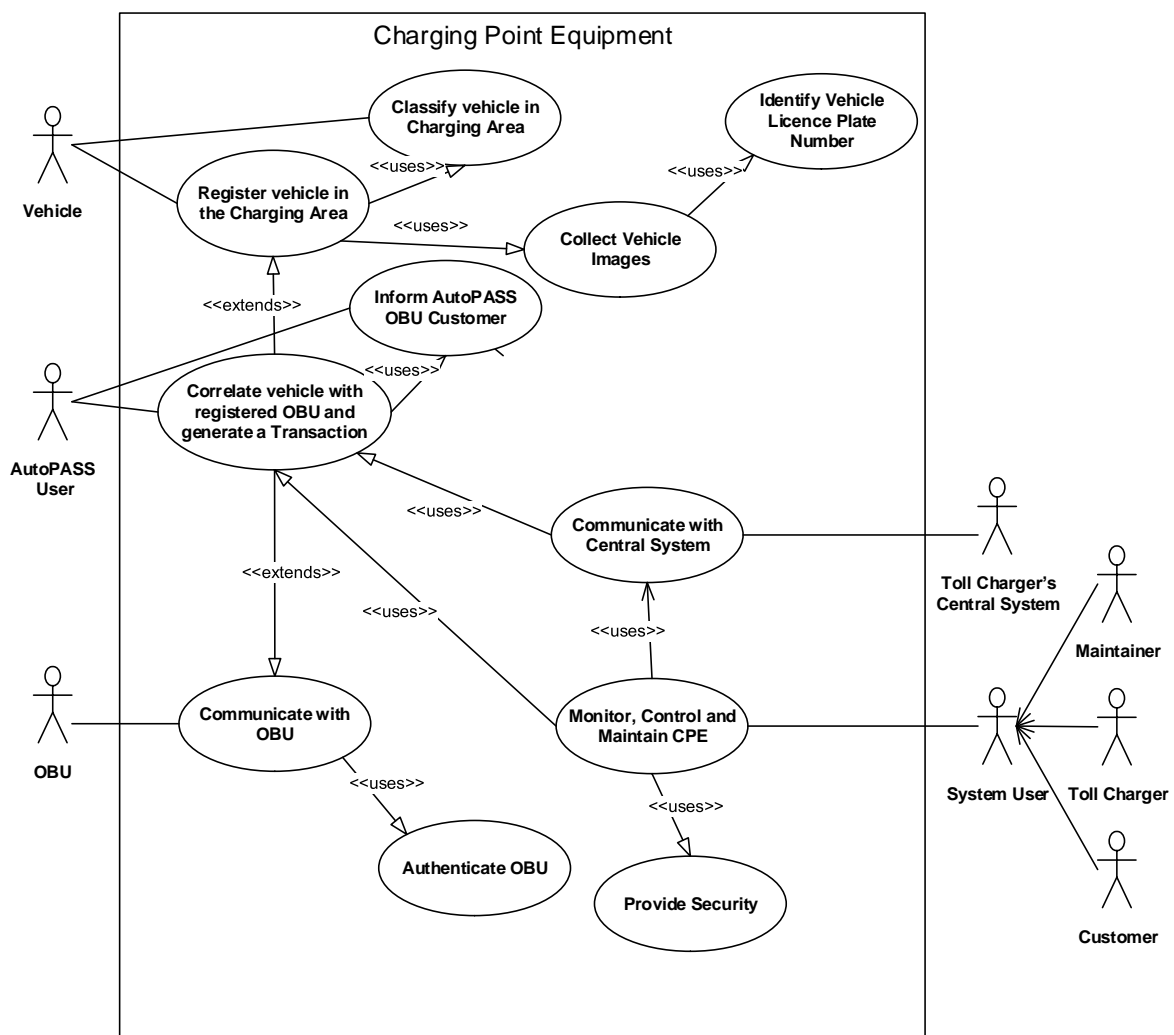 Charging Point Equipment
Classify vehicle in
Charging Area
Identify Vehicle
Licence Plate
Number
<<uses>>
<<uses>>
Vehicle
Register vehicle in
the Charging Area
<<uses>>
Collect Vehicle
Images
<<extends>>
Inform AutoPASS
OBU Customer
<<uses>>
Correlate vehicle with
registered OBU and
generate a Transaction
AutoPASS
User
<<uses>>
Communicate with
Central System
<<extends>>
<<uses>>
Toll Charger's
Central System
<<uses>>
Maintainer
Communicate with
OBU
Monitor, Control and
Maintain CPE
OBU
System User
Toll Charger
<<uses>>
<<uses>>
Authenticate OBU
Provide Security
Customer